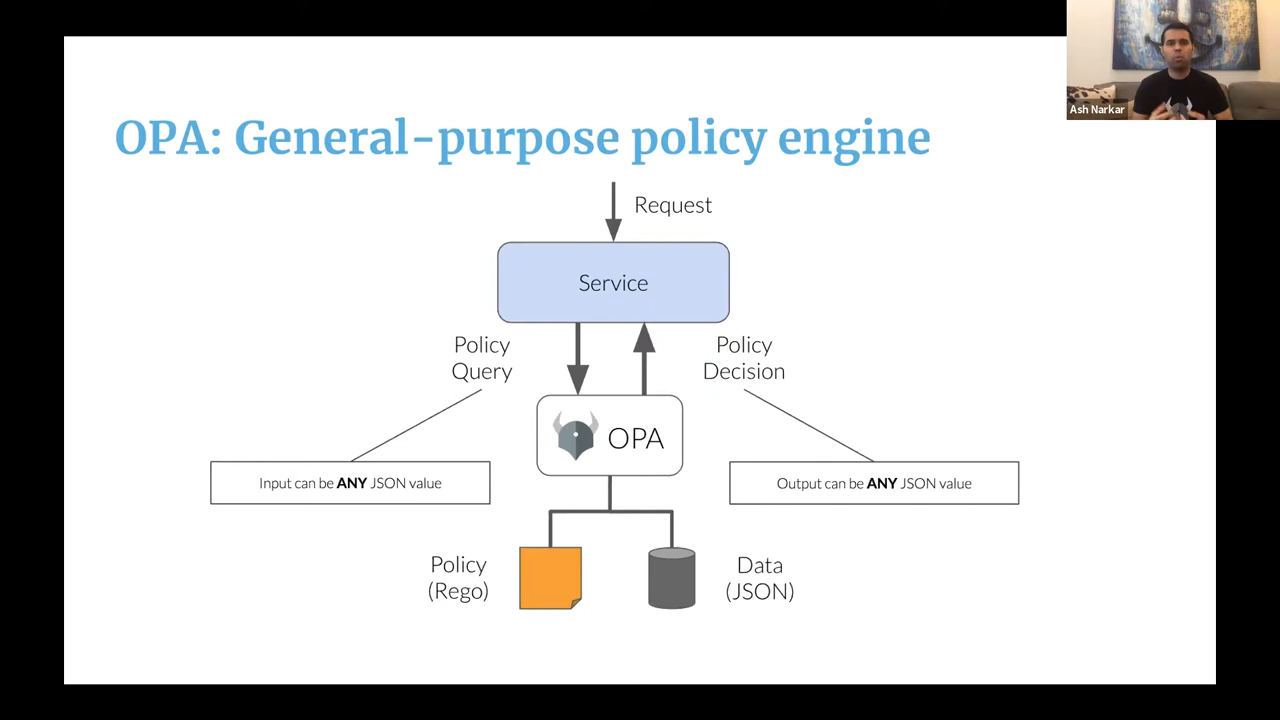 Ash Narkar
OPA: General-purpose policy engine
Request
Service
Policy
Query
Policy
Decision
OPA
Input can be ANY JSON value
Output can be ANY JSON value
Policy
(Rego)
Data
(JSON)